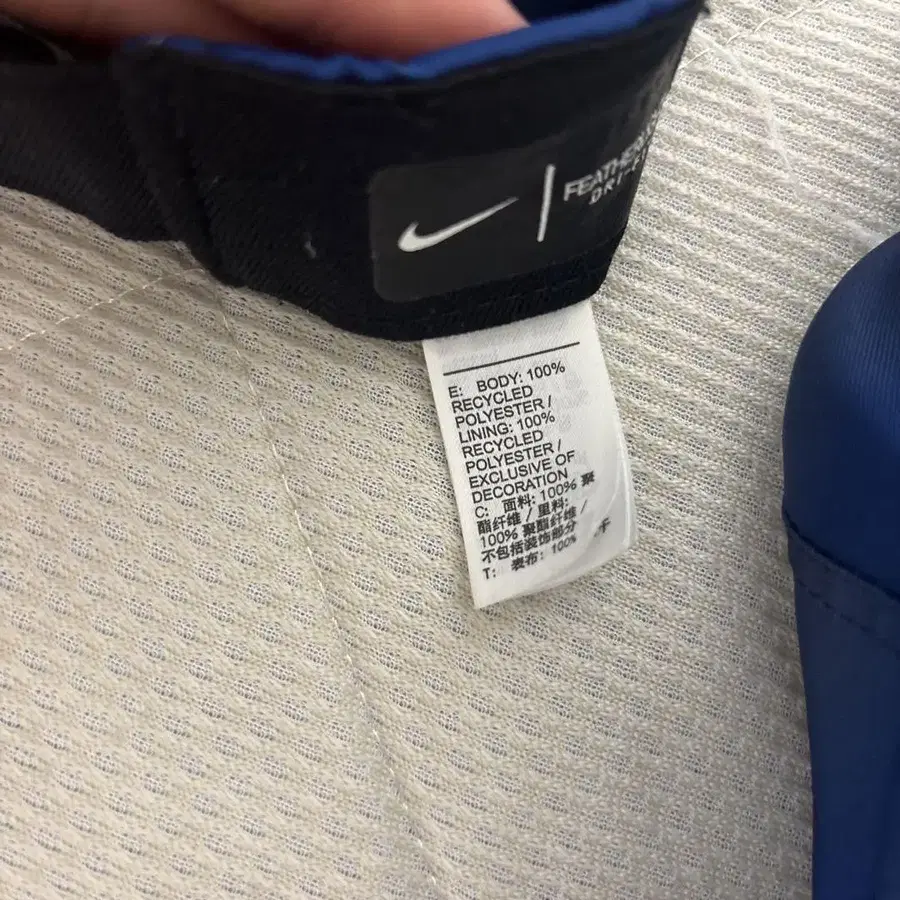 DRI-
E: BODY: 100%
RECYCLED
POLYESTER /
LINING: 100%
RECYCLED
POLYESTER /
EXCLUSIVE OF
DECORATION
C: 面料: 100% 聚
酯纤维 / 里料:
100% 聚酯纤维 /
不包括装饰部分
T: 表布: 100%